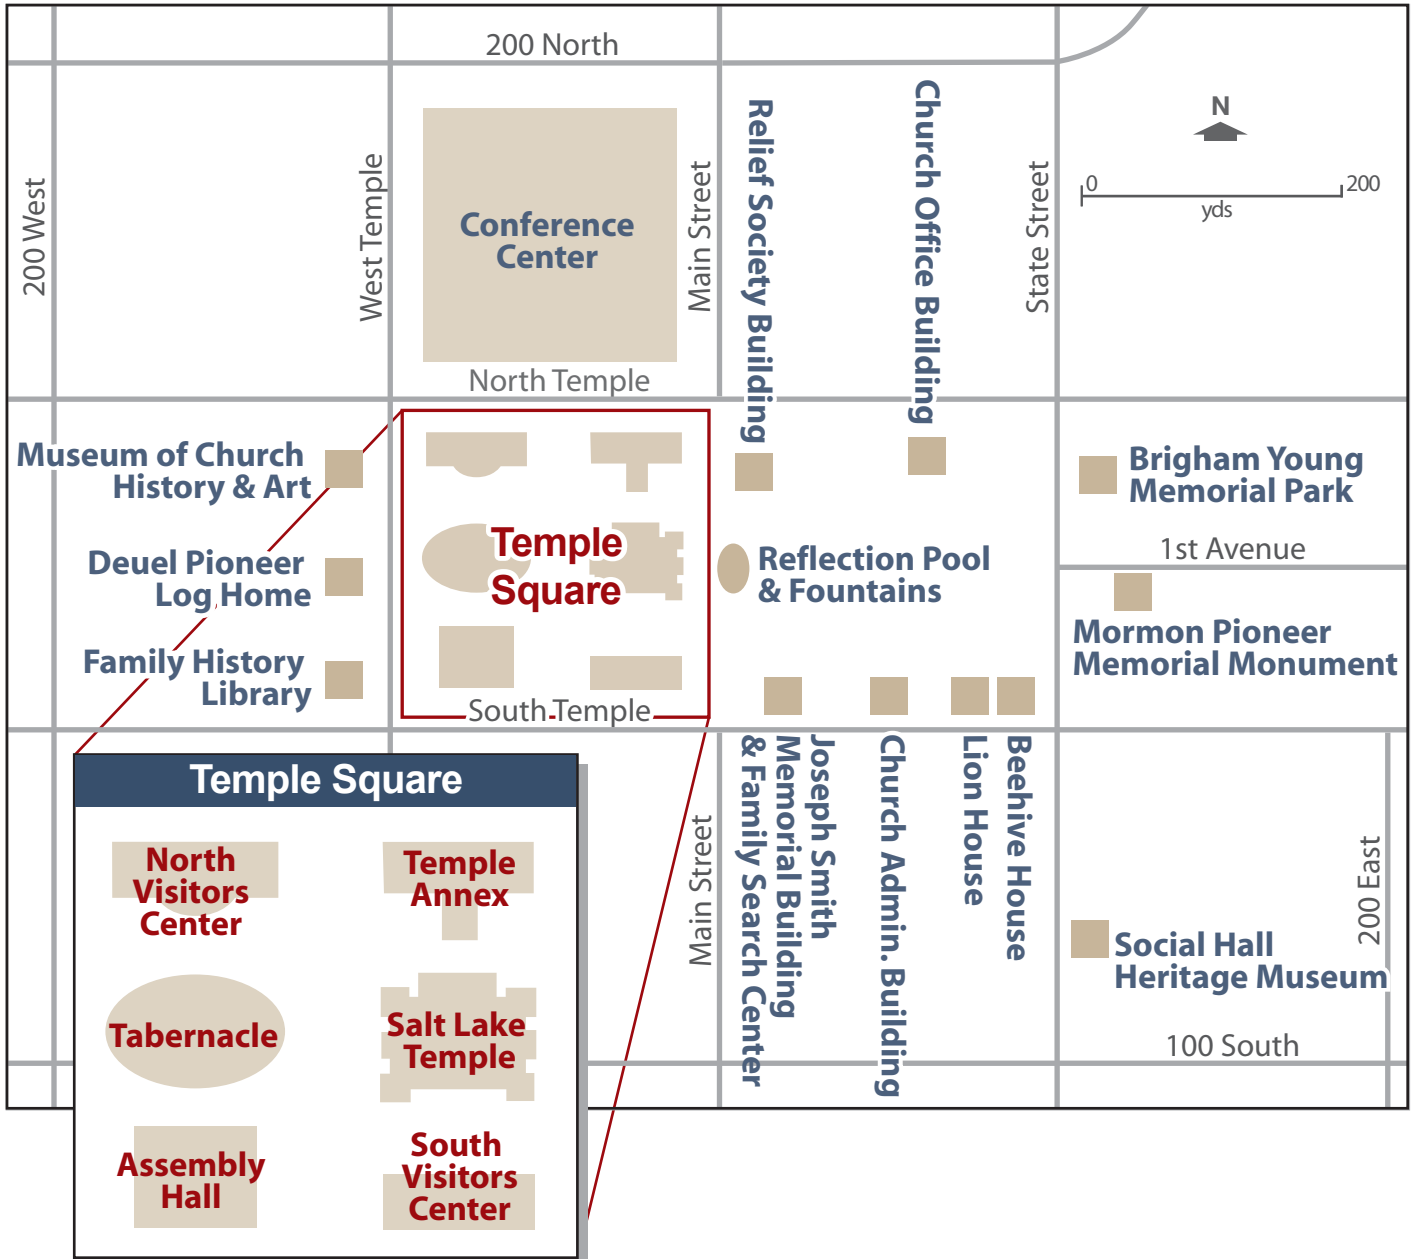 200 North
200 West
West Temple
Conference
Center
Main Street
Relief Society Building
Church Office Building
State Street
N
0
200
yds
North Temple
Museum of Church
History & Art
Deuel Pioneer
Log Home
Family History
Library
Temple
Square
Reflection Pool
& Fountains
Brigham Young
Memorial Park
1st Avenue
Mormon Pioneer
Memorial Monument
South Temple
Main Street
Joseph Smith
Memorial Building
& Family Search Center
Church Admin. Building
Lion House
Beehive House
200 East
Social Hall
Heritage Museum
100 South
Temple Square
North
Visitors
Center
Temple
Annex
Tabernacle
Salt Lake
Temple
Assembly
Hall
South
Visitors
Center